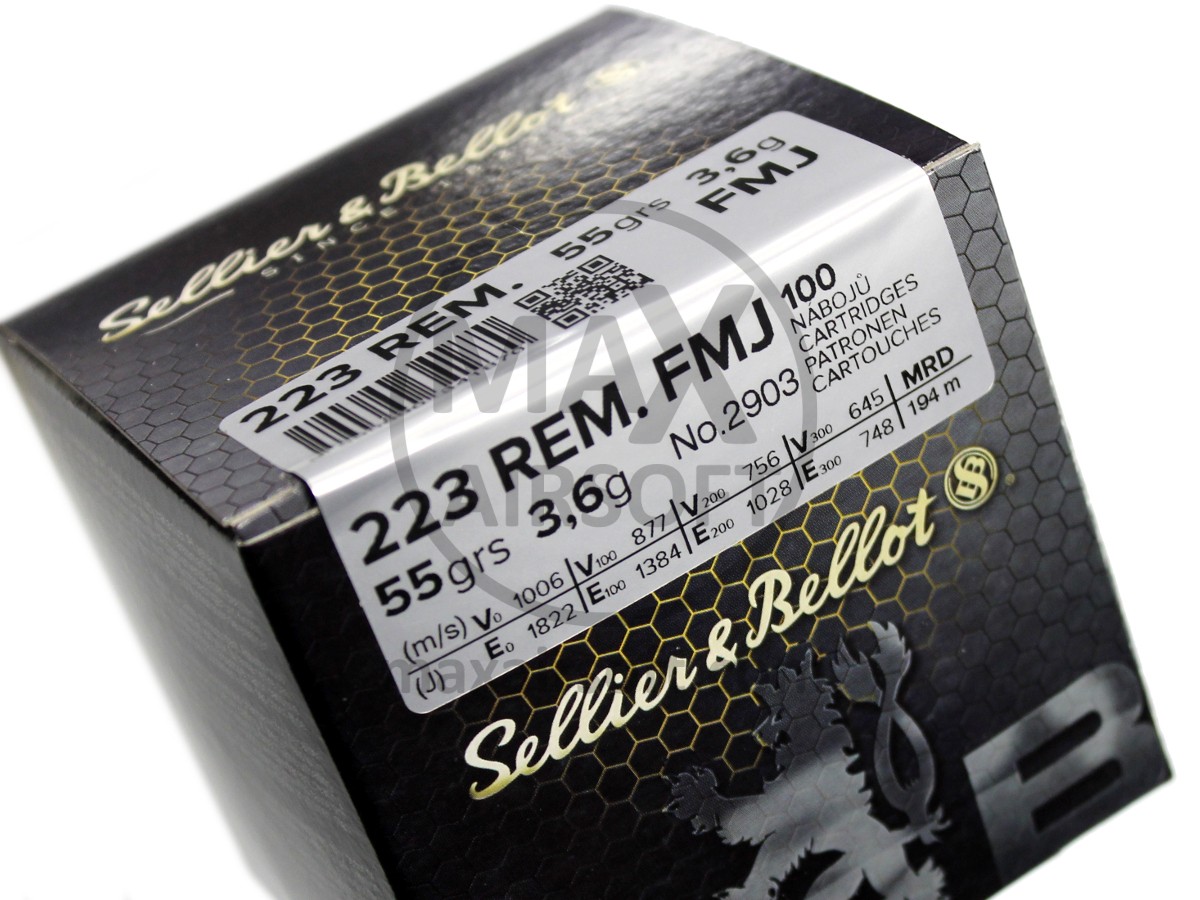 Sellier & Bellot
SINCE
223 REM. 55grs 3,6g
FMJ
223 REM. FMJ
100
NÁBOJŮ
CARTRIDGES
PATRONEN
CARTOUCHES
55grs 3,6g No.2903
(m/s) V0 1006 V100 877 V200 756 V300 645 MRD
(J) E0 1822 E100 1384 E200 1028 E300 748 194 m
Sellier & Bellot
SB
B
MAX
AIRSOFT